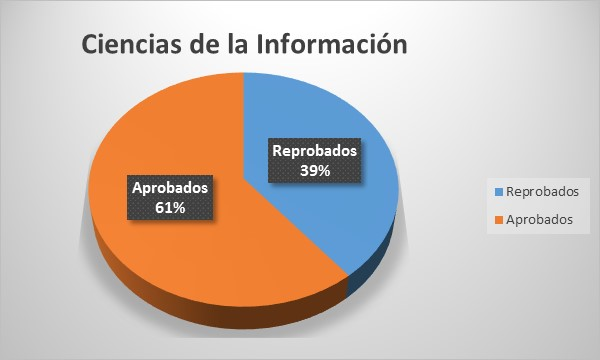 Ciencias de la Información
Reprobados
39%
Aprobados
61%
Reprobados
Aprobados